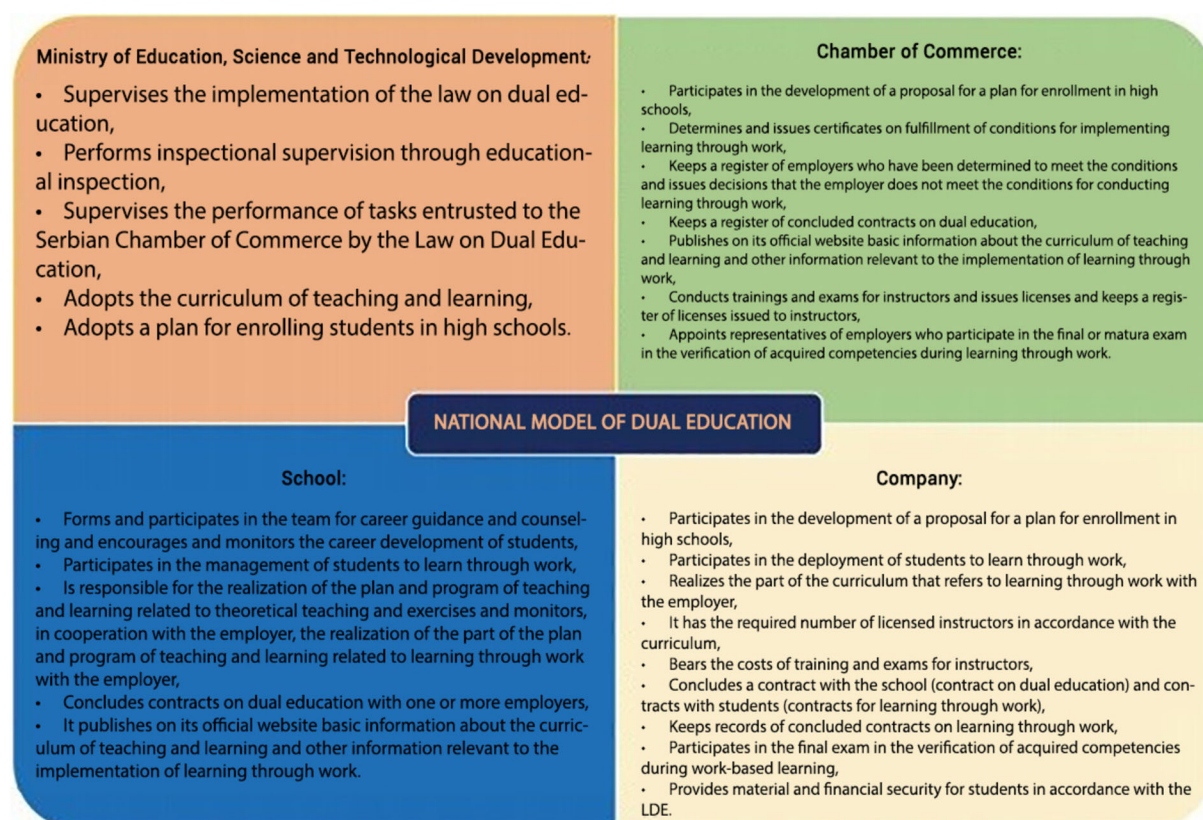 Ministry of Education, Science and Technological Development:
• Supervises the implementation of the law on dual ed-
ucation,
• Performs inspectional supervision through education-
al inspection,
• Supervises the performance of tasks entrusted to the
Serbian Chamber of Commerce by the Law on Dual Edu-
cation,
• Adopts the curriculum of teaching and learning,
• Adopts a plan for enrolling students in high schools.
Chamber of Commerce:
• Participates in the development of a proposal for a plan for enrollment in high
schools,
• Determines and issues certificates on fulfillment of conditions for implementing
learning through work,
• Keeps a register of employers who have been determined to meet the conditions
and issues decisions that the employer does not meet the conditions for conducting
learning through work,
• Keeps a register of concluded contracts on dual education,
• Publishes on its official website basic information about the curriculum of teaching
and learning and other information relevant to the implementation of learning through
work,
• Conducts trainings and exams for instructors and issues licenses and keeps a regis-
ter of licenses issued to instructors,
• Appoints representatives of employers who participate in the final or matura exam
in the verification of acquired competencies during learning through work.
NATIONAL MODEL OF DUAL EDUCATION
School:
• Forms and participates in the team for career guidance and counsel-
ing and encourages and monitors the career development of students,
• Participates in the management of students to learn through work,
• Is responsible for the realization of the plan and program of teaching
and learning related to theoretical teaching and exercises and monitors,
in cooperation with the employer, the realization of the part of the plan
and program of teaching and learning related to learning through work
with the employer,
• Concludes contracts on dual education with one or more employers,
• It publishes on its official website basic information about the curric-
ulum of teaching and learning and other information relevant to the
implementation of learning through work.
Company:
• Participates in the development of a proposal for a plan for enrollment in
high schools,
• Participates in the deployment of students to learn through work,
• Realizes the part of the curriculum that refers to learning through work with
the employer,
• It has the required number of licensed instructors in accordance with the
curriculum,
• Bears the costs of training and exams for instructors,
• Concludes a contract with the school (contract on dual education) and con-
tracts with students (contracts for learning through work),
• Keeps records of concluded contracts on learning through work,
• Participates in the final exam in the verification of acquired competencies
during work-based learning,
• Provides material and financial security for students in accordance with the
LDE.